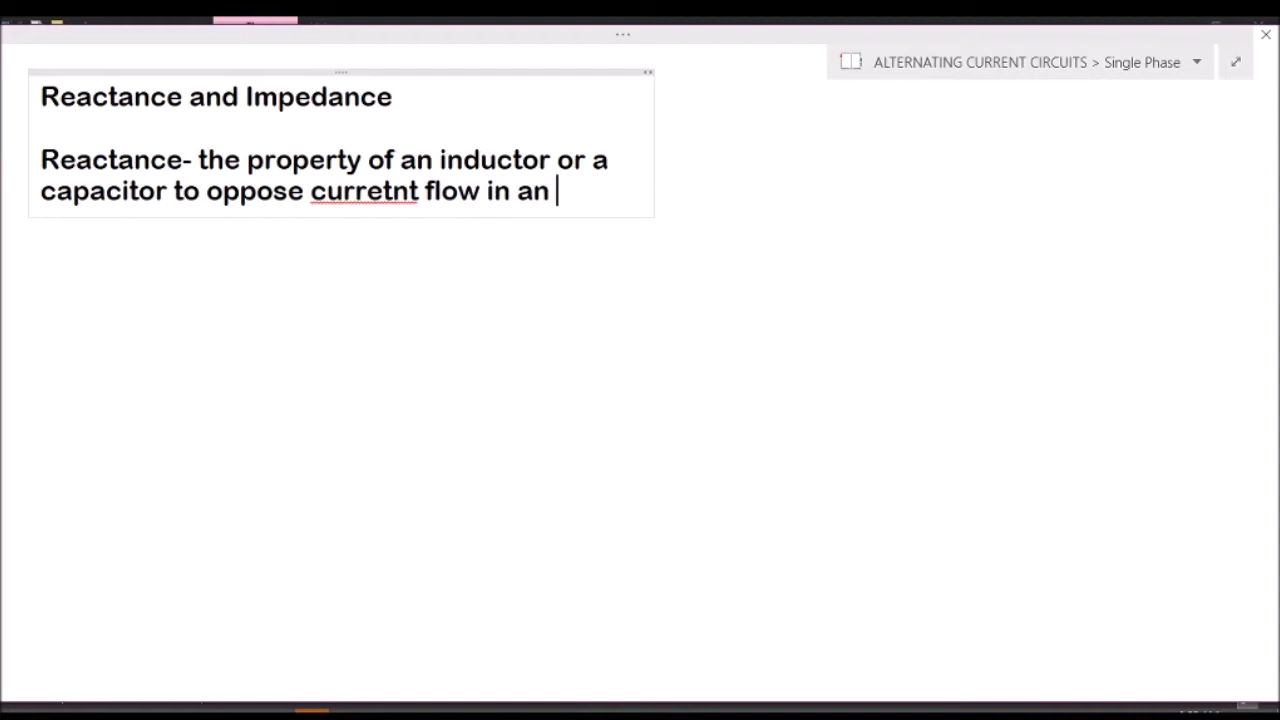 ALTERNATING CURRENT CIRCUITS > Single Phase
Reactance and Impedance
Reactance- the property of an inductor or a
capacitor to oppose curretnt flow in an